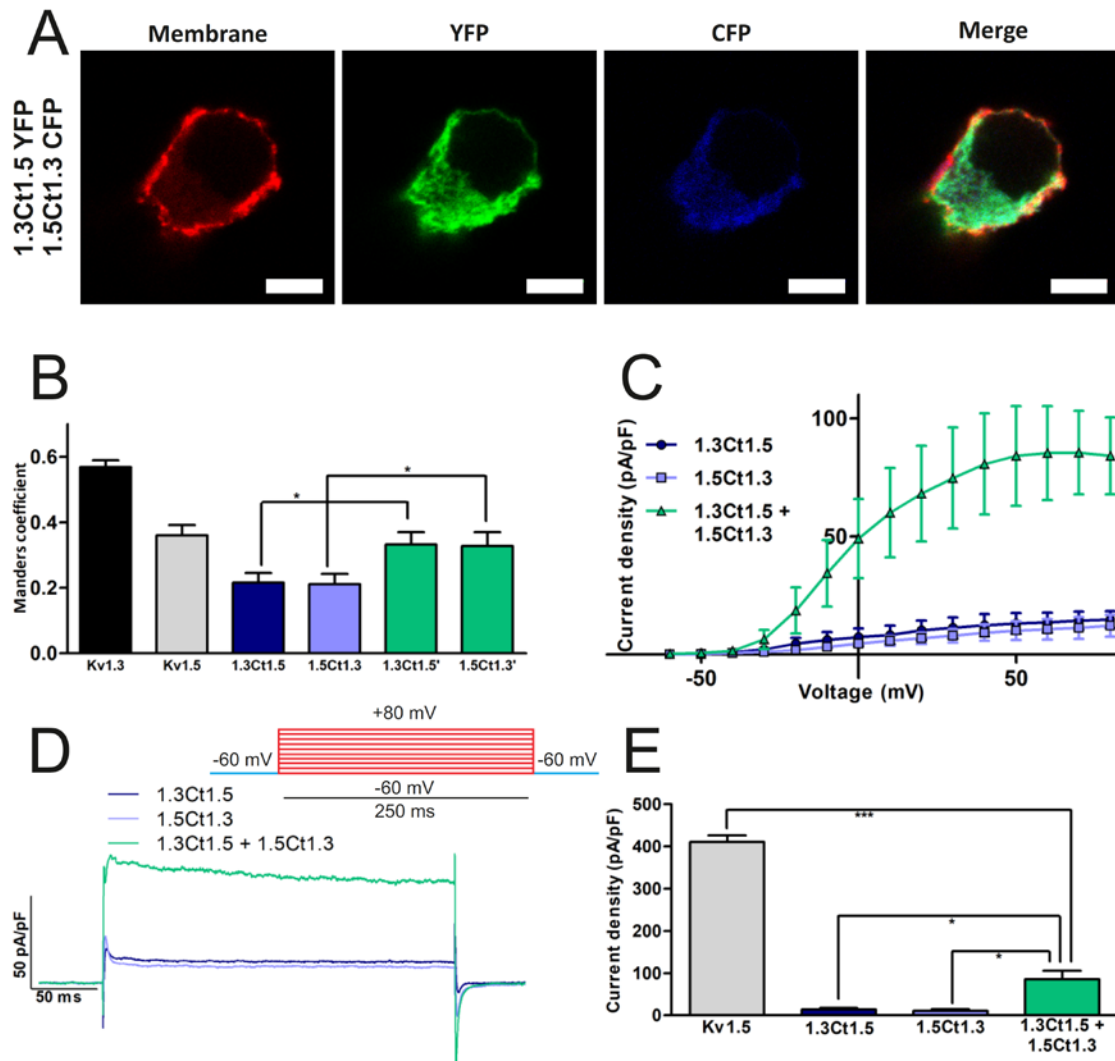 A
Membrane
YFP
CFP
Merge
1.3Ct1.5 YFP
1.5Ct1.3 CFP
B
Manders coefficient
0.6
0.4
0.2
0.0
*
*
Kv1.3
Kv1.5
1.3Ct1.5
1.5Ct1.3
1.3Ct1.5'
1.5Ct1.3'
C
Current density (pA/pF)
100
50
1.3Ct1.5
1.5Ct1.3
1.3Ct1.5 +
1.5Ct1.3
-50
50
Voltage (mV)
D
+80 mV
-60 mV
-60 mV
-60 mV
250 ms
1.3Ct1.5
1.5Ct1.3
1.3Ct1.5 + 1.5Ct1.3
50 pA/pF
50 ms
E
Current density (pA/pF)
500
400
300
200
100
0
***
*
*
Kv1.5
1.3Ct1.5
1.5Ct1.3
1.3Ct1.5 +
1.5Ct1.3